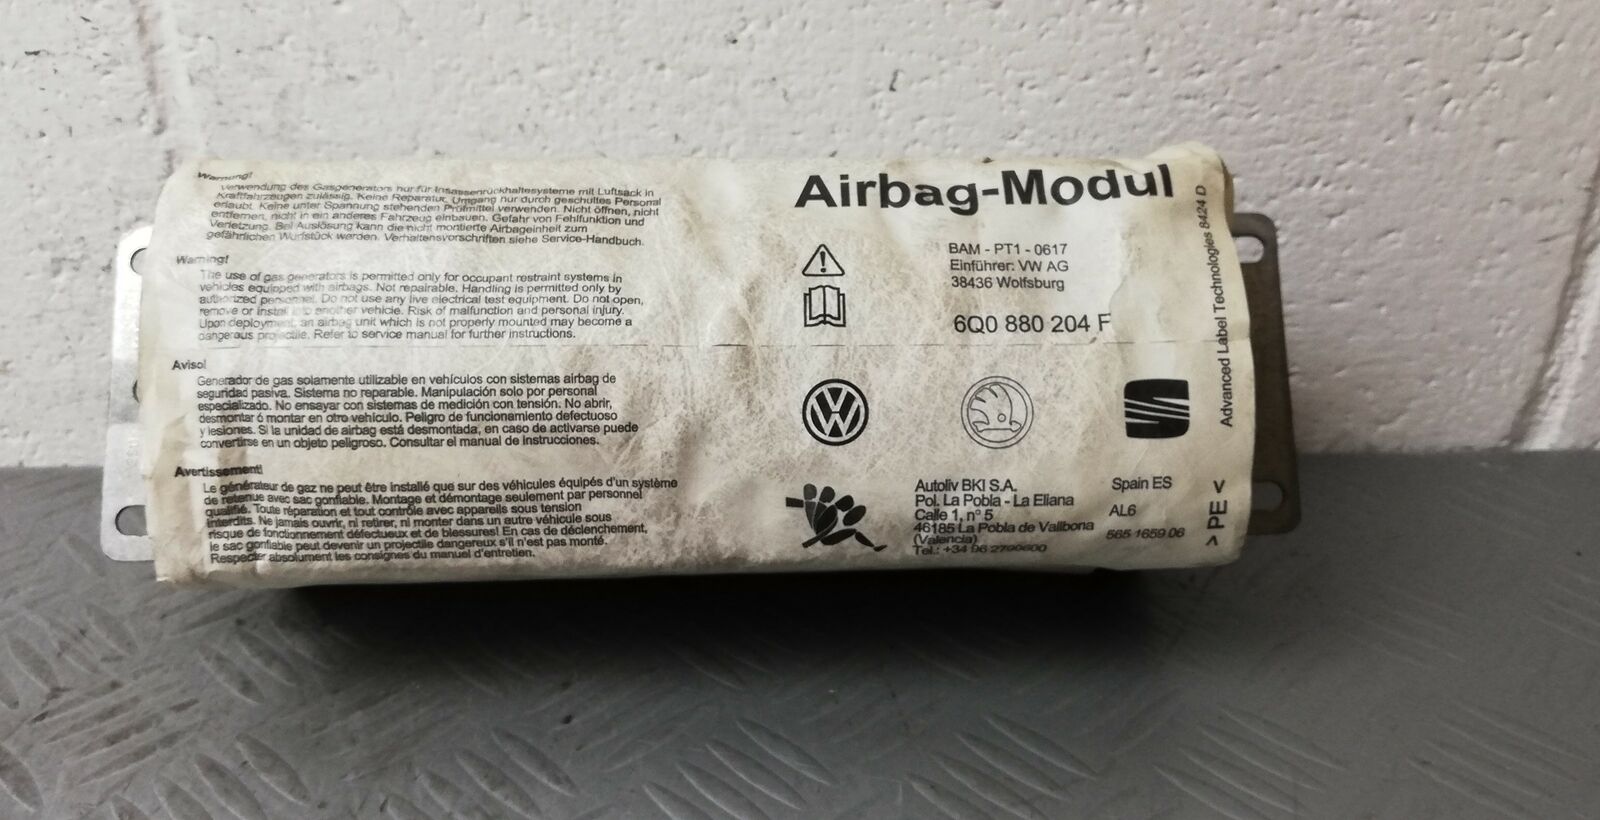 Warnung!
Verwendung des Gasgenerators nur für Insassenrückhaltesysteme mit Luftsack in
Kraftfahrzeugen zulässig. Keine Reparatur. Umgang nur durch geschultes Personal
erlaubt. Keine unter Spannung stehenden Prüfmittel verwenden. Nicht öffnen, nicht
entfernen, nicht in ein anderes Fahrzeug einbauen. Gefahr von Fehlfunktion und
Verletzung. Bei Auslösung kann die nicht montierte Airbageinheit zum
gefährlichen Wurfstück werden. Verhaltensvorschriften siehe Service-Handbuch.
Warning!
The use of gas generators is permitted only for occupant restraint systems in
vehicles equipped with airbags. Not repairable. Handling is permitted only by
authorized personnel. Do not use any live electrical test equipment. Do not open,
remove or install into another vehicle. Risk of malfunction and personal injury.
Upon deployment, an airbag unit which is not properly mounted may become a
dangerous projectile. Refer to service manual for further instructions.
Aviso!
Generador de gas solamente utilizable en vehículos con sistemas airbag de
seguridad pasiva. Sistema no reparable. Manipulación solo por personal
especializado. No ensayar con sistemas de medición con tensión. No abrir,
desmontar ó montar en otro vehículo. Peligro de funcionamiento defectuoso
y lesiones. Si la unidad de airbag está desmontada, en caso de activarse puede
convertirse en un objeto peligroso. Consultar el manual de instrucciones.
Avertissement!
Le générateur de gaz ne peut être installé que sur des véhicules équipés d'un système
de retenue avec sac gonflable. Montage et démontage seulement par personnel
qualifié. Toute réparation et tout contrôle avec appareils sous tension
interdits. Ne jamais ouvrir, ni retirer, ni monter dans un autre véhicule sous
risque de fonctionnement défectueux et de blessures! En cas de déclenchement,
le sac gonflable peut devenir un projectile dangereux s'il n'est pas monté.
Respecter absolument les consignes du manuel d'entretien.
Airbag-Modul
BAM - PT1 - 0617
Einführer: VW AG
38436 Wolfsburg
6Q0 880 204 F
Autoliv BKI S.A.
Pol. La Pobla - La Eliana
Calle 1, n° 5
46185 La Pobla de Vallbona
(Valencia)
Tel.: +34 96 2799600
Spain ES
AL6
565 1659 06
Advanced Label Technologies 8424 D
> PE <